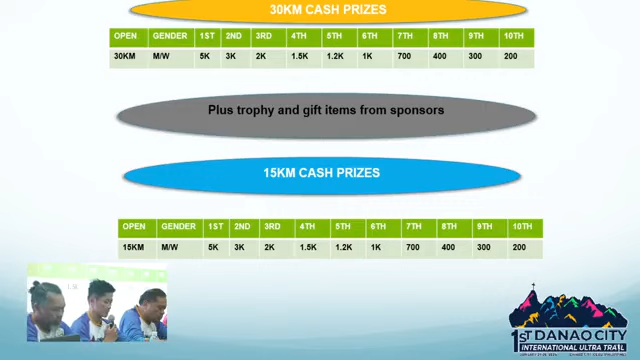 30KM CASH PRIZES
OPEN GENDER 1ST 2ND 3RD 4TH 5TH 6TH 7TH 8TH 9TH 10TH
30KM M/W 5K 3K 2K 1.5K 1.2K 1K 700 400 300 200
Plus trophy and gift items from sponsors
15KM CASH PRIZES
OPEN GENDER 1ST 2ND 3RD 4TH 5TH 6TH 7TH 8TH 9TH 10TH
15KM M/W 5K 3K 2K 1.5K 1.2K 1K 700 400 300 200
1ST DANAO CITY
INTERNATIONAL ULTRA TRAIL